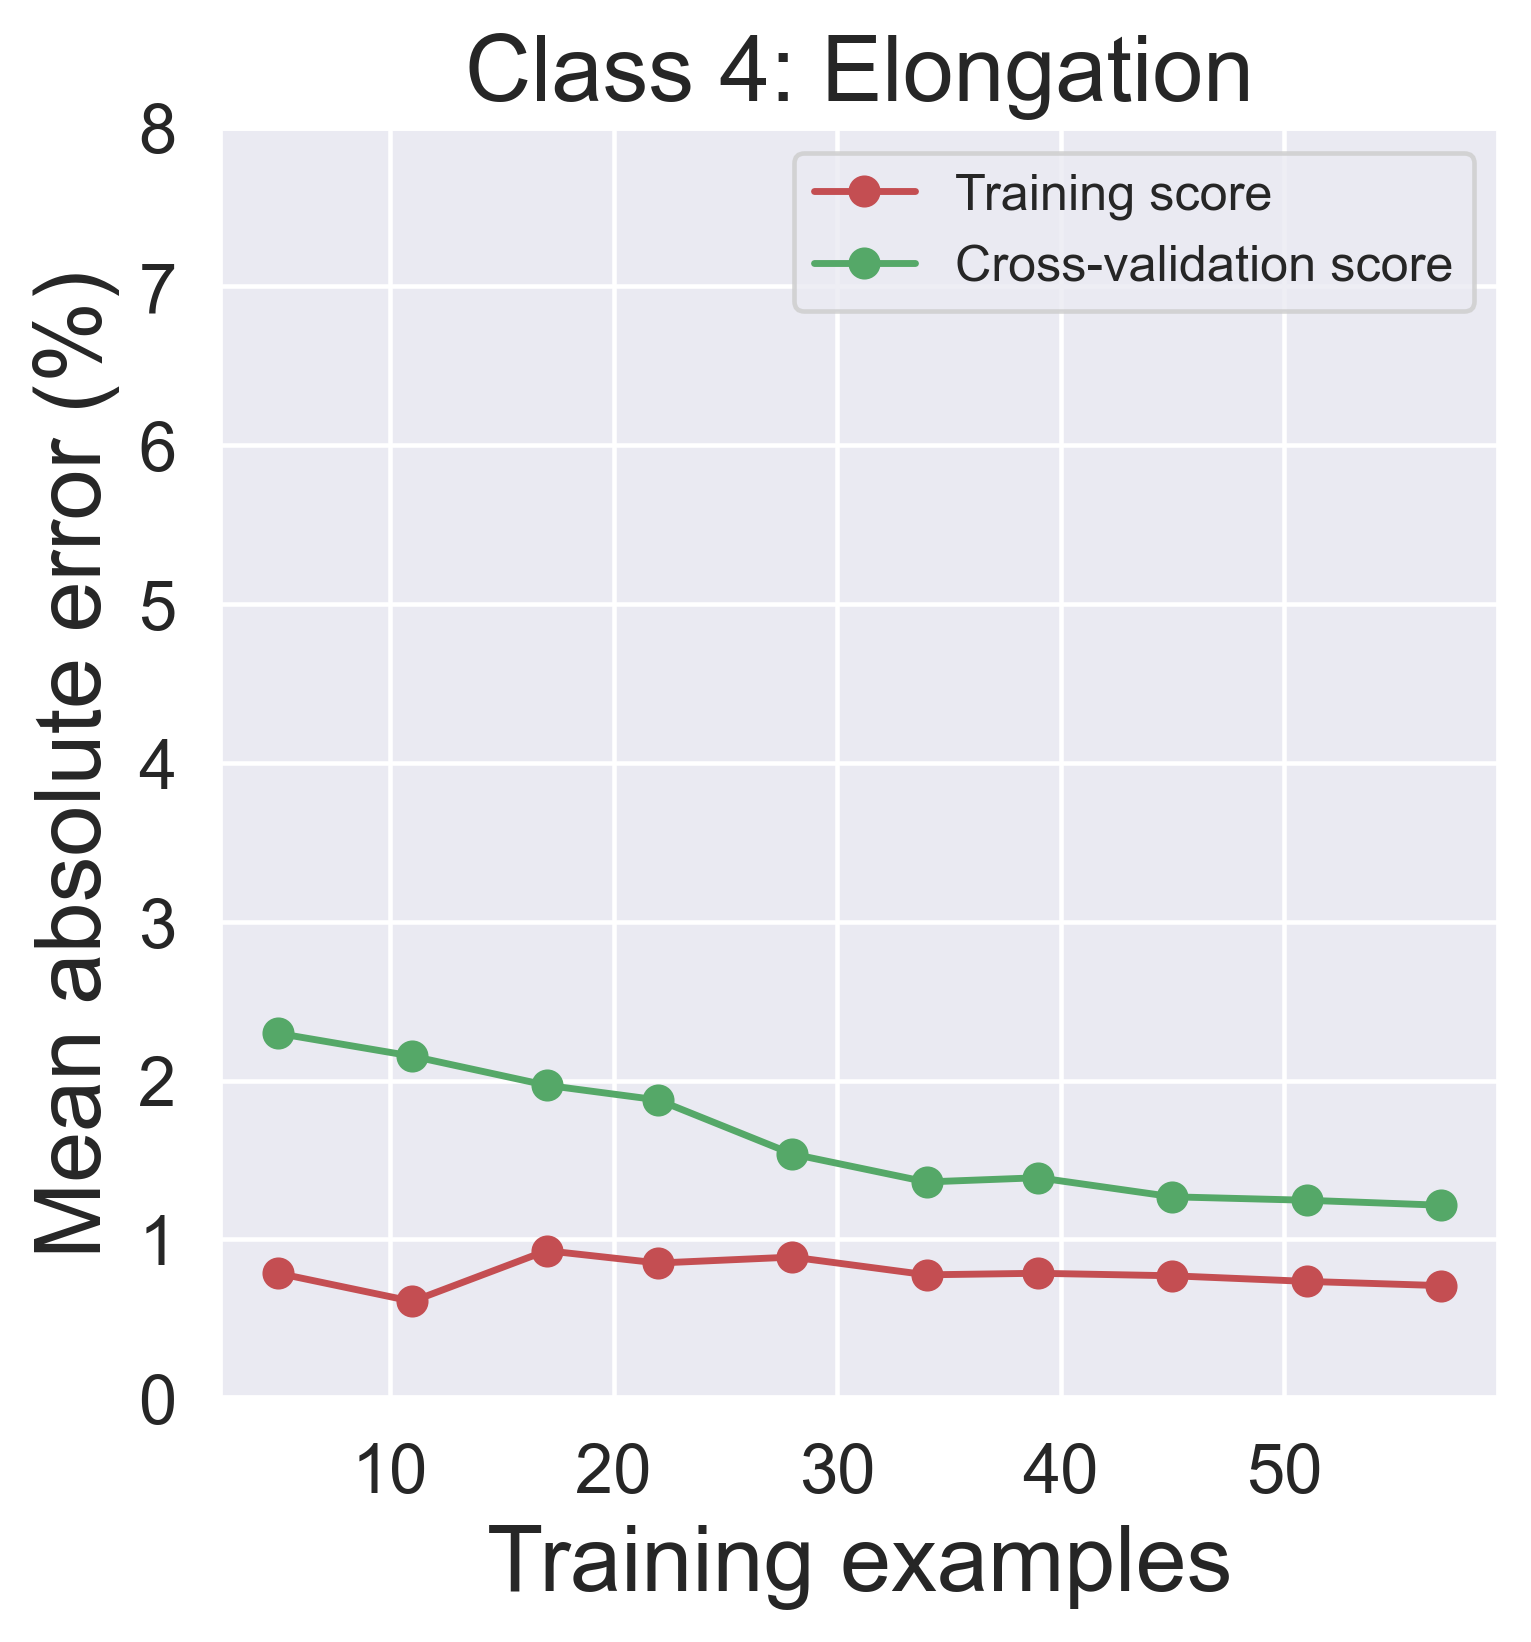 Class 4: Elongation
Training score
Cross-validation score
Mean absolute error (%)
8
7
6
5
4
3
2
1
0
10 20 30 40 50
Training examples